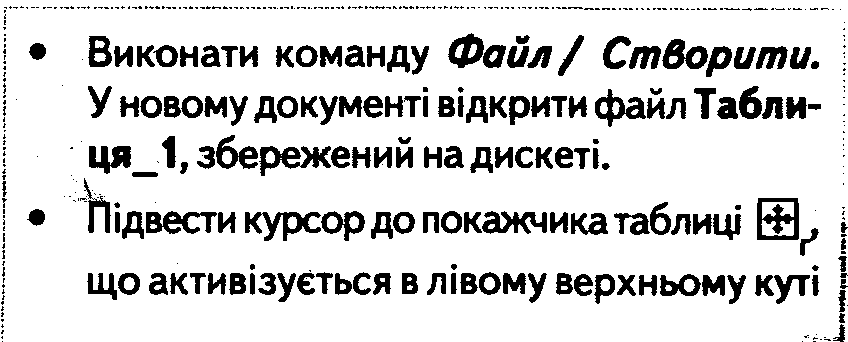 • Виконати команду Файл / Створити.
У новому документі відкрити файл Табли-
ця_1, збережений на дискеті.
• Підвести курсор до покажчика таблиці ,
що активізується в лівому верхньому куті